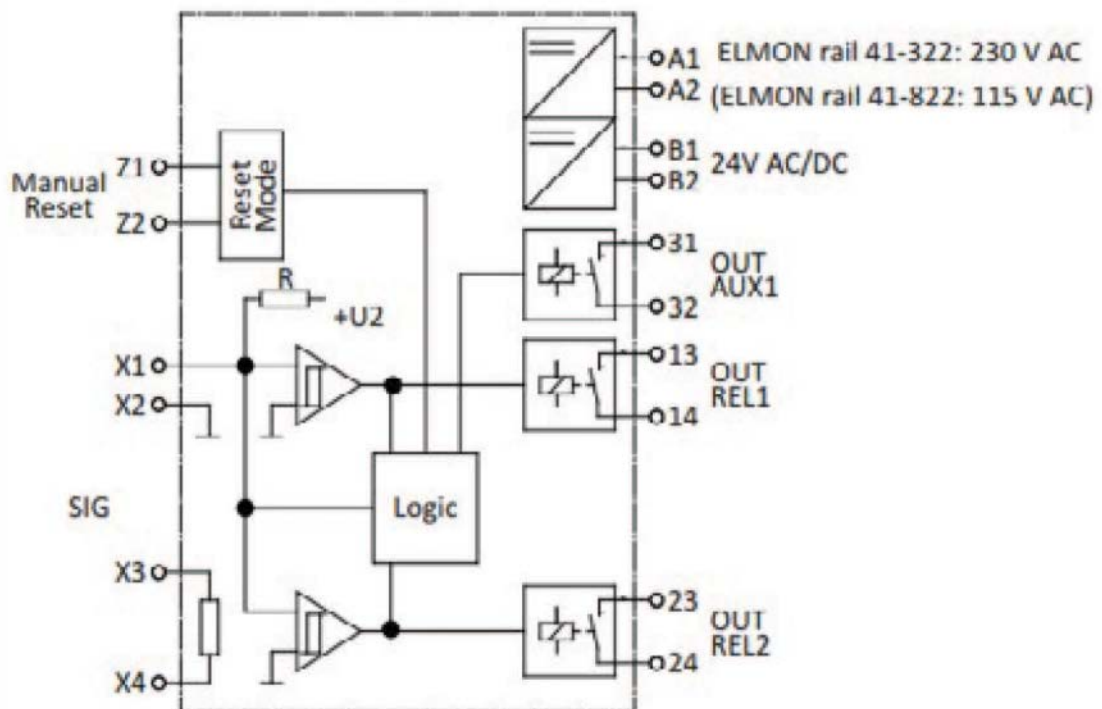 A1 ELMON rail 41-322: 230 V AC
A2 (ELMON rail 41-822: 115 V AC)
B1
B2
24V AC/DC
Manual
Reset
Z1
Z2
Reset
Mode
R
+U2
31
32
OUT
AUX1
X1
X2
13
14
OUT
REL1
Logic
SIG
X3
X4
23
24
OUT
REL2